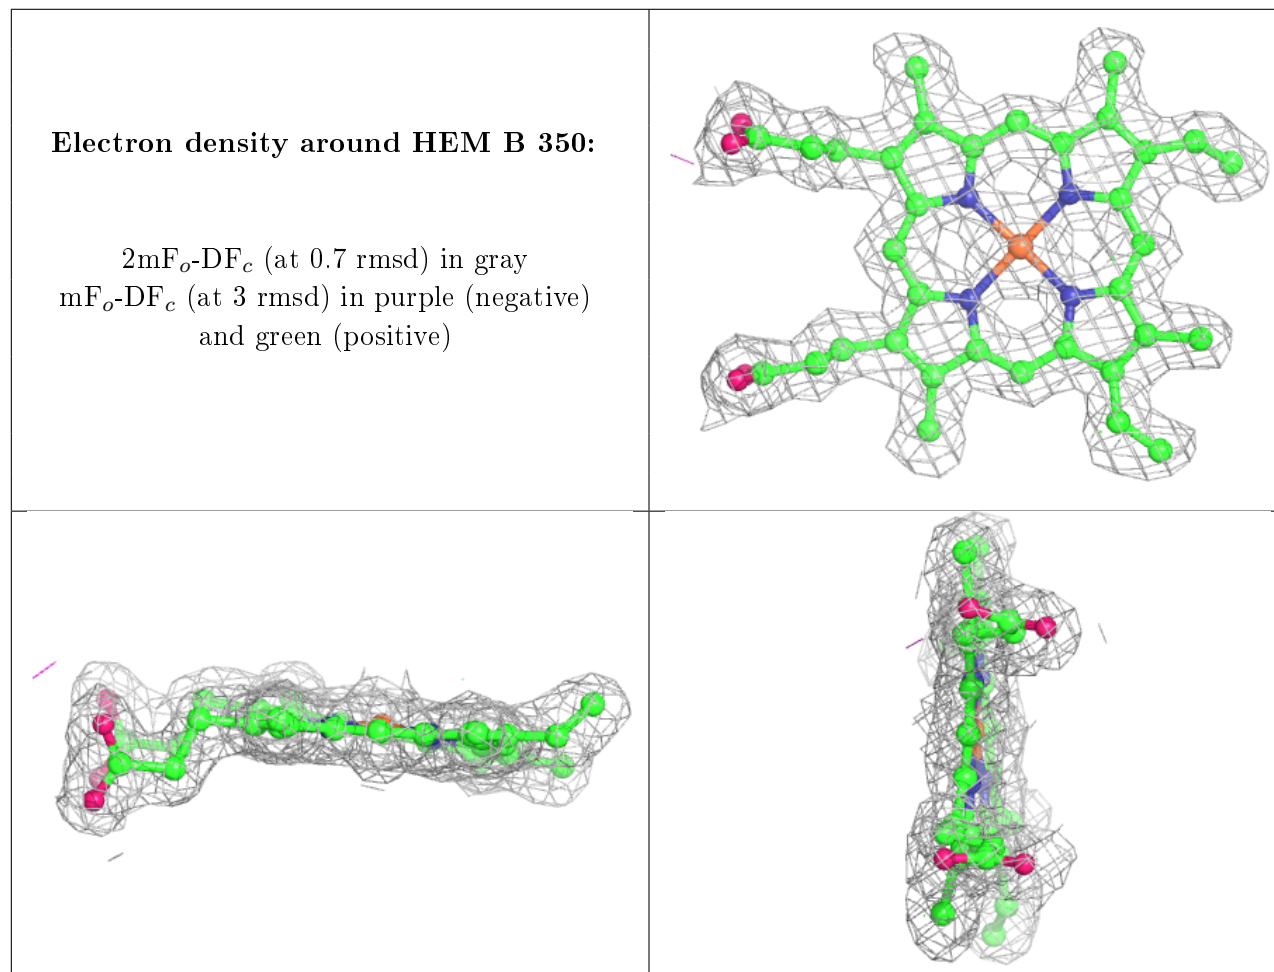 Electron density around HEM B 350:
2mFo-DFc (at 0.7 rmsd) in gray
mFo-DFc (at 3 rmsd) in purple (negative)
and green (positive)